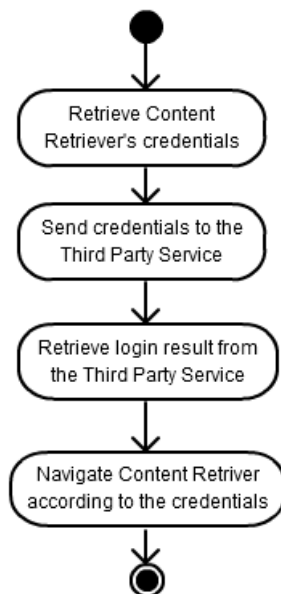 Retrieve Content
Retriever's credentials
Send credentials to the
Third Party Service
Retrieve login result from
the Third Party Service
Navigate Content Retriver
according to the credentials